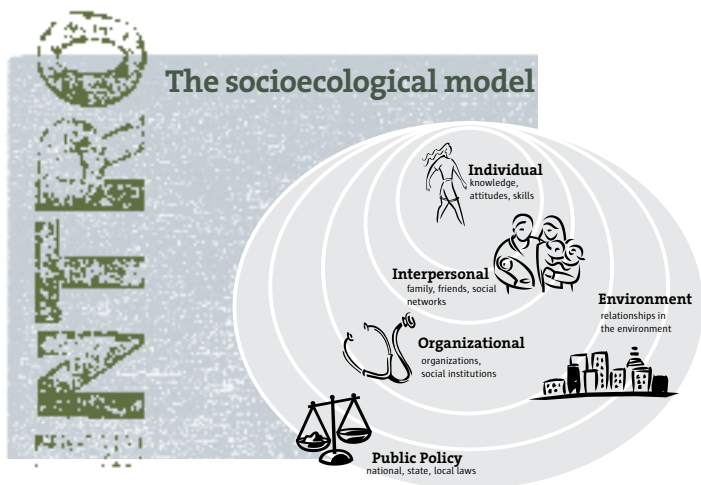 INTRO
The socioecological model
Individual
knowledge,
attitudes, skills
Interpersonal
family, friends, social
networks
Environment
relationships in
the environment
Organizational
organizations,
social institutions
Public Policy
national, state, local laws